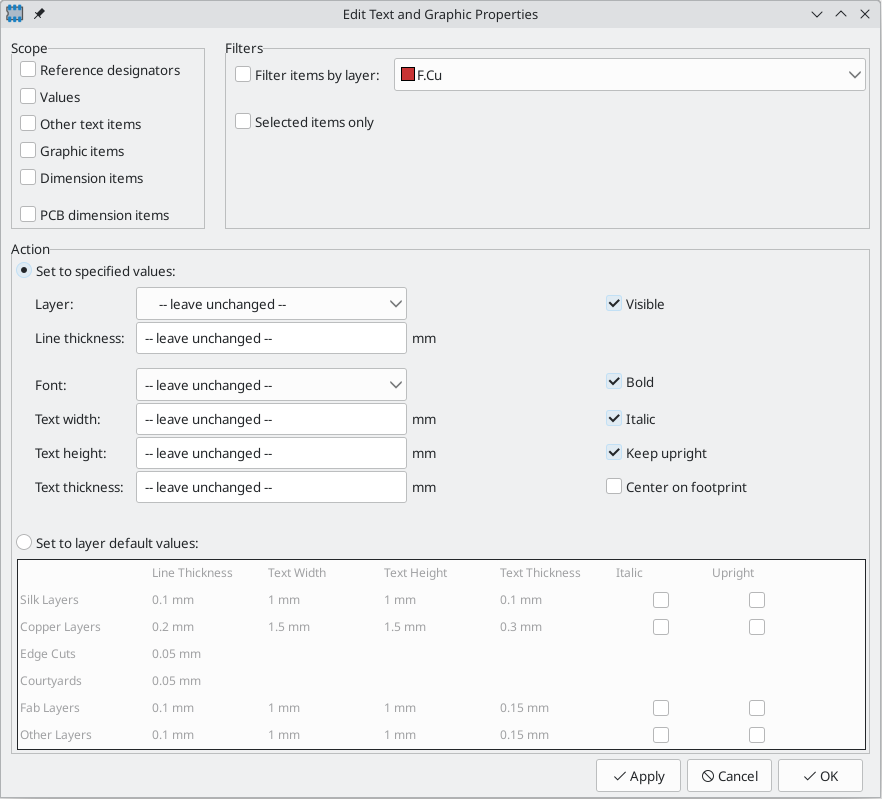 Edit Text and Graphic Properties
Scope
Reference designators
Values
Other text items
Graphic items
Dimension items
PCB dimension items
Filters
Filter items by layer: F.Cu
Selected items only
Action
Set to specified values:
Layer: -- leave unchanged -- Visible
Line thickness: -- leave unchanged -- mm
Font: -- leave unchanged -- Bold
Text width: -- leave unchanged -- mm Italic
Text height: -- leave unchanged -- mm Keep upright
Text thickness: -- leave unchanged -- mm Center on footprint
Set to layer default values:
Line Thickness Text Width Text Height Text Thickness Italic Upright
Silk Layers 0.1 mm 1 mm 1 mm 0.1 mm
Copper Layers 0.2 mm 1.5 mm 1.5 mm 0.3 mm
Edge Cuts 0.05 mm
Courtyards 0.05 mm
Fab Layers 0.1 mm 1 mm 1 mm 0.15 mm
Other Layers 0.1 mm 1 mm 1 mm 0.15 mm
Apply Cancel OK